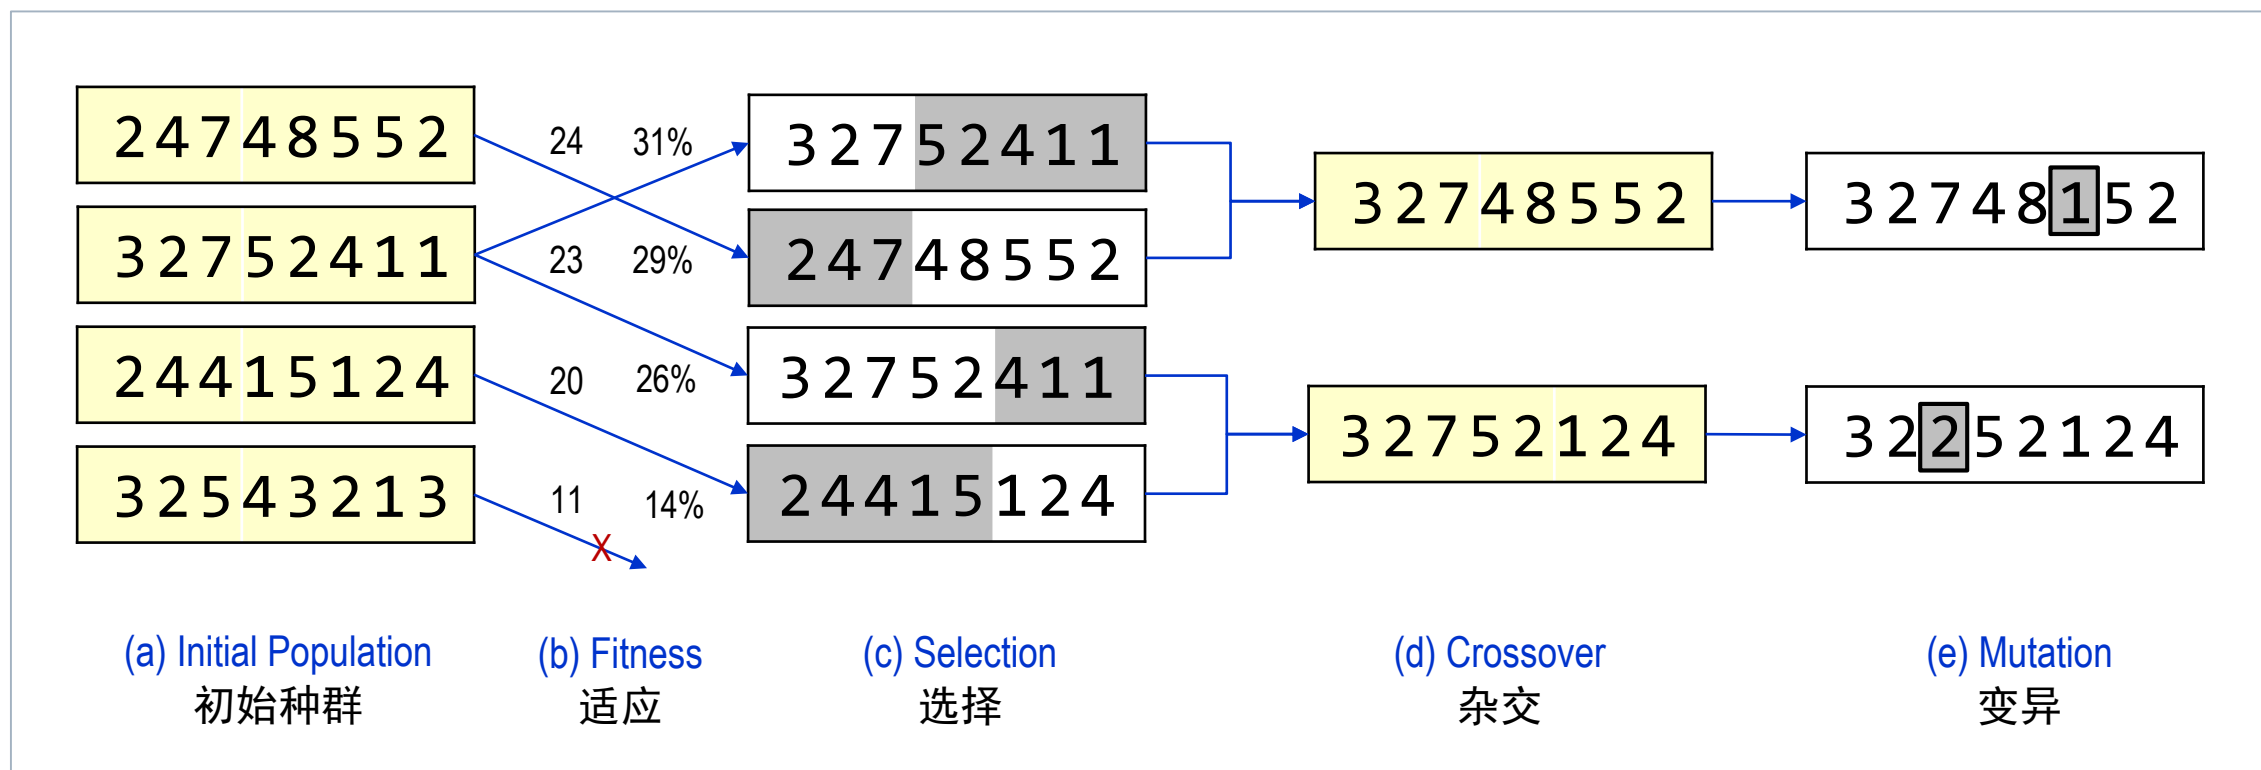 24748552
32752411
24415124
32543213
24 31%
23 29%
20 26%
11 14%
X
32752411
24748552
32752411
24415124
32748552
32752124
32748152
32252124
(a) Initial Population
初始种群
(b) Fitness
适应
(c) Selection
选择
(d) Crossover
杂交
(e) Mutation
变异